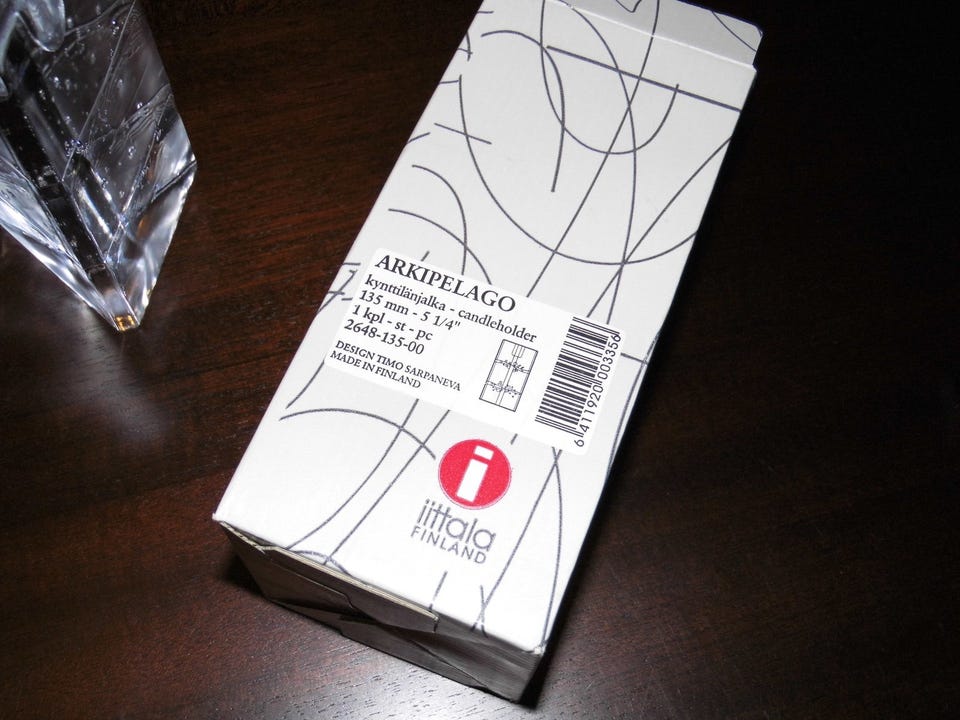 ARKIPELAGO
kynttilänjalka - candleholder
135 mm - 5 1/4"
1 kpl - st - pc
2648-135-00
DESIGN TIMO SARPANEVA
MADE IN FINLAND
6 411920 003356
i
iittala
FINLAND